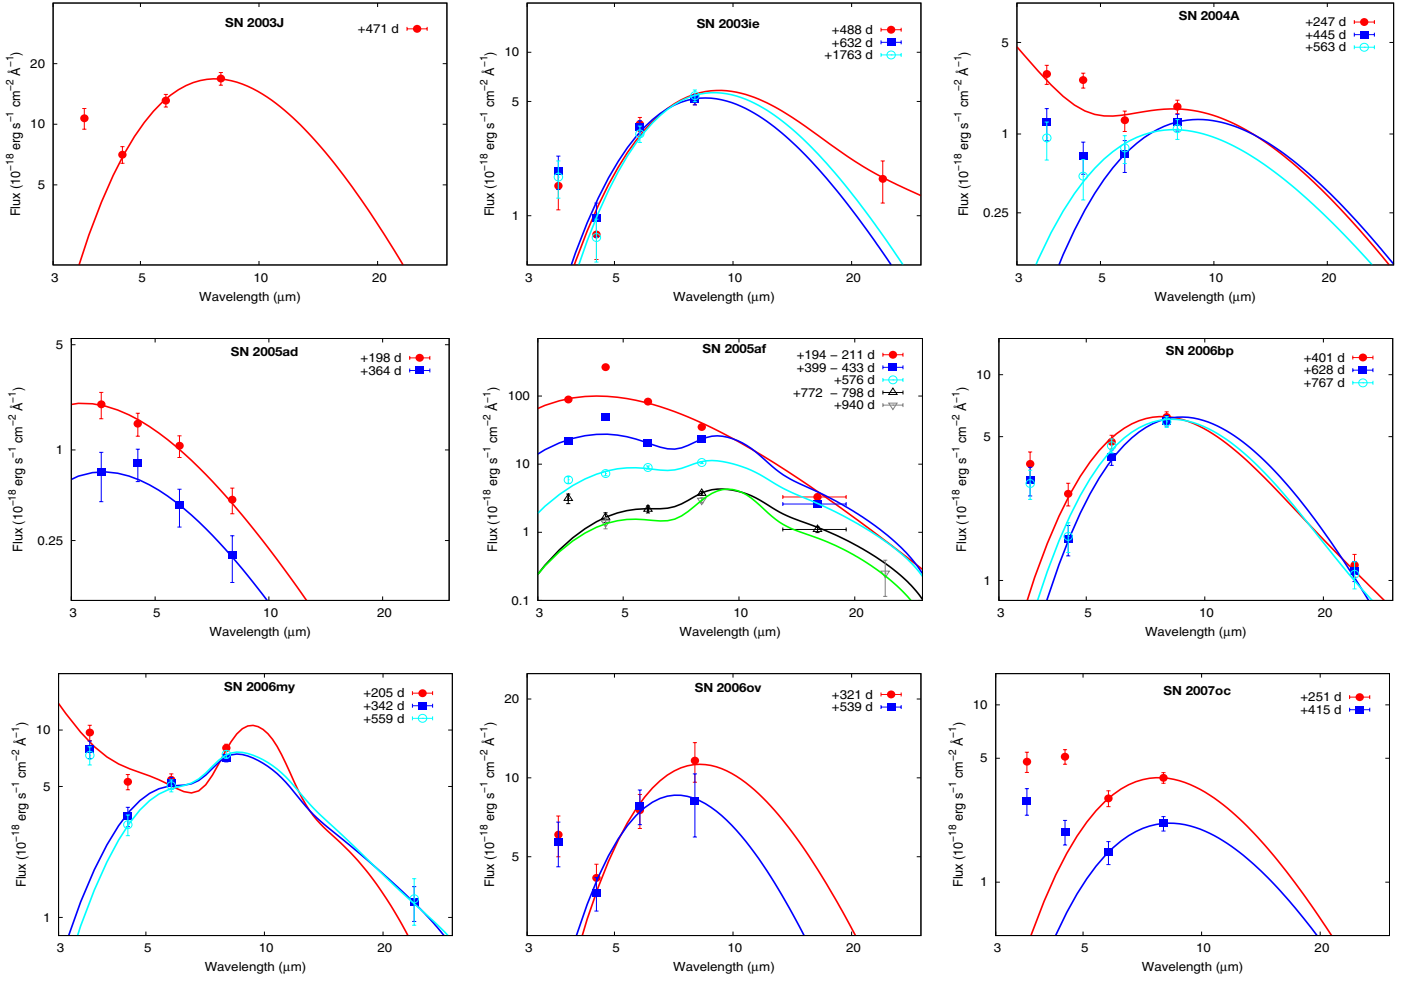 SN 2003J
+471 d
20
10
5
3
5
10
20
Wavelength (μm)
Flux (10⁻¹⁸ erg s⁻¹ cm⁻² Å⁻¹)
SN 2003ie
+488 d
+632 d
+1763 d
10
5
1
3
5
10
20
Wavelength (μm)
Flux (10⁻¹⁸ erg s⁻¹ cm⁻² Å⁻¹)
SN 2004A
+247 d
+445 d
+563 d
5
1
0.25
3
5
10
20
Wavelength (μm)
Flux (10⁻¹⁸ erg s⁻¹ cm⁻² Å⁻¹)
SN 2005ad
+198 d
+364 d
5
1
0.25
3
5
10
20
Wavelength (μm)
Flux (10⁻¹⁸ erg s⁻¹ cm⁻² Å⁻¹)
SN 2005af
+194 − 211 d
+399 − 433 d
+576 d
+772 − 798 d
+940 d
100
10
1
0.1
3
5
10
20
Wavelength (μm)
Flux (10⁻¹⁸ erg s⁻¹ cm⁻² Å⁻¹)
SN 2006bp
+401 d
+628 d
+767 d
10
5
1
3
5
10
20
Wavelength (μm)
Flux (10⁻¹⁸ erg s⁻¹ cm⁻² Å⁻¹)
SN 2006my
+205 d
+342 d
+559 d
10
5
1
3
5
10
20
Wavelength (μm)
Flux (10⁻¹⁸ erg s⁻¹ cm⁻² Å⁻¹)
SN 2006ov
+321 d
+539 d
20
10
5
3
5
10
20
Wavelength (μm)
Flux (10⁻¹⁸ erg s⁻¹ cm⁻² Å⁻¹)
SN 2007oc
+251 d
+415 d
10
5
1
3
5
10
20
Wavelength (μm)
Flux (10⁻¹⁸ erg s⁻¹ cm⁻² Å⁻¹)